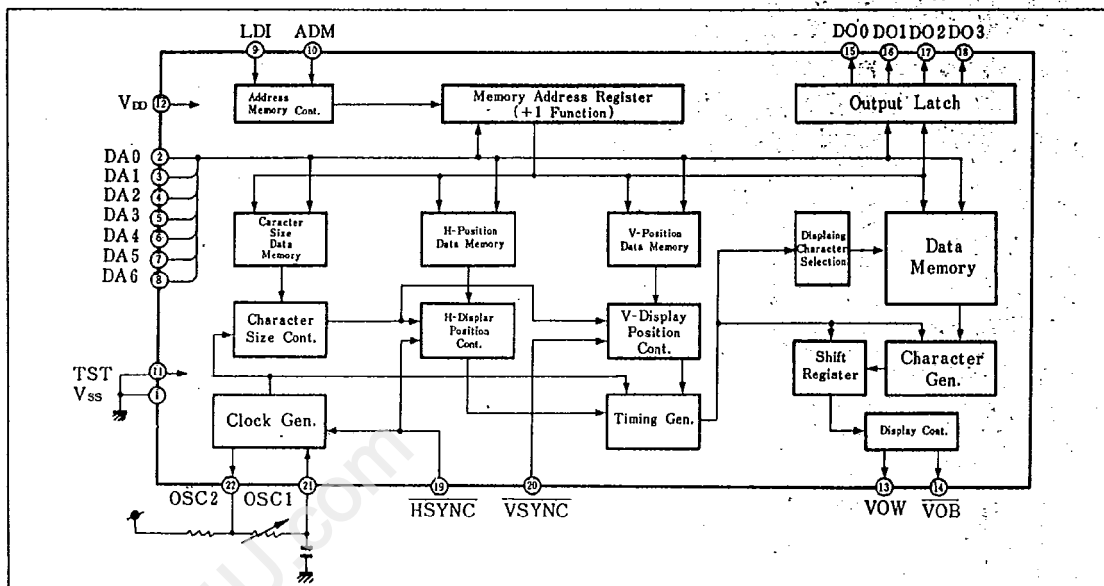 LDI ADM
9 10
DO0 DO1 DO2 DO3
15 16 17 18
VDD 12
Address
Memory Cont.
Memory Address Register
(+1 Function)
Output Latch
DA0 2
DA1 3
DA2 4
DA3 5
DA4 6
DA5 7
DA6 8
Caracter
Size
Data
Memory
H-Position
Data Memory
V-Position
Data Memory
Displaing
Character
Selection
Data
Memory
Character
Size Cont.
H-Display
Position
Cont.
V-Display
Position
Cont.
Shift
Register
Character
Gen.
TST 11
VSS 1
Clock Gen.
Timing Gen.
Display Cont.
22 21 19 20 13 14
OSC2 OSC1 HSYNC VSYNC VOW VOB
U.com